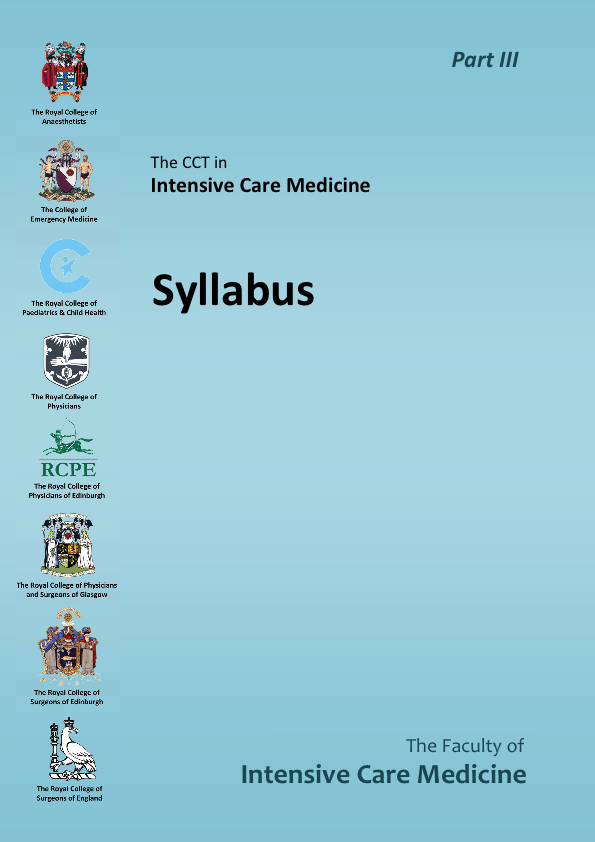 Part III
The Royal College of
Anaesthetists
The CCT in
Intensive Care Medicine
The College of
Emergency Medicine
Syllabus
The Royal College of
Paediatrics & Child Health
The Royal College of
Physicians
RCPE
The Royal College of
Physicians of Edinburgh
The Royal College of Physicians
and Surgeons of Glasgow
The Royal College of
Surgeons of Edinburgh
The Royal College of
Surgeons of England
The Faculty of
Intensive Care Medicine